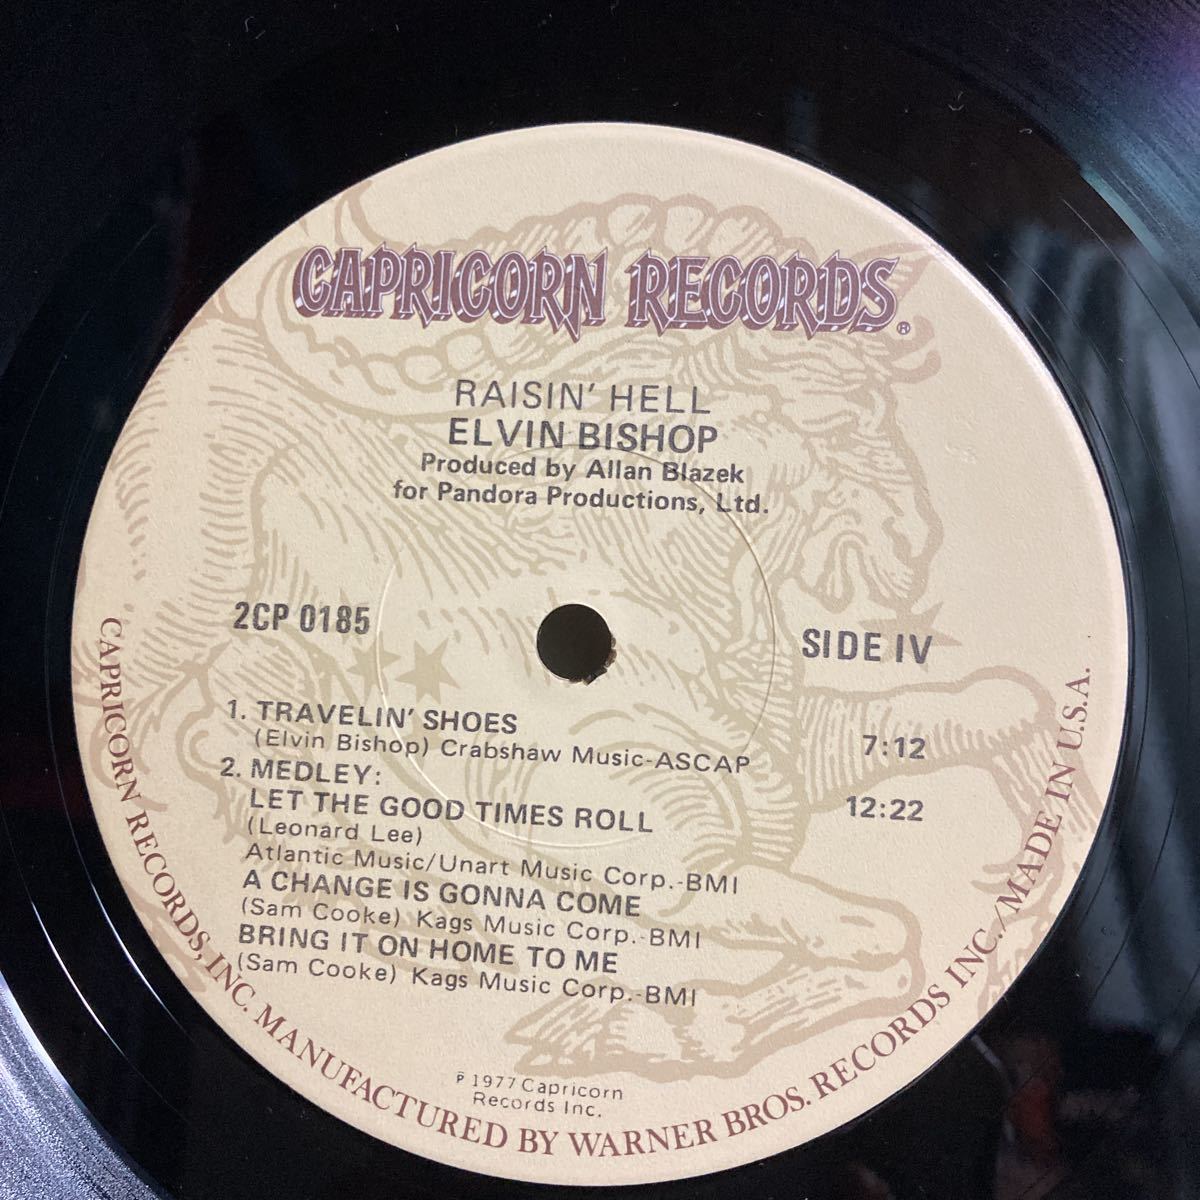 CAPRICORN RECORDS®
RAISIN' HELL
ELVIN BISHOP
Produced by Allan Blazek
for Pandora Productions, Ltd.
2CP 0185
SIDE IV
1. TRAVELIN' SHOES
(Elvin Bishop) Crabshaw Music-ASCAP
7:12
2. MEDLEY:
LET THE GOOD TIMES ROLL
12:22
(Leonard Lee)
Atlantic Music/Unart Music Corp.-BMI
A CHANGE IS GONNA COME
(Sam Cooke) Kags Music Corp.-BMI
BRING IT ON HOME TO ME
(Sam Cooke) Kags Music Corp.-BMI
℗ 1977 Capricorn
Records Inc.
CAPRICORN RECORDS, INC. MANUFACTURED BY WARNER BROS. RECORDS INC./MADE IN U.S.A.